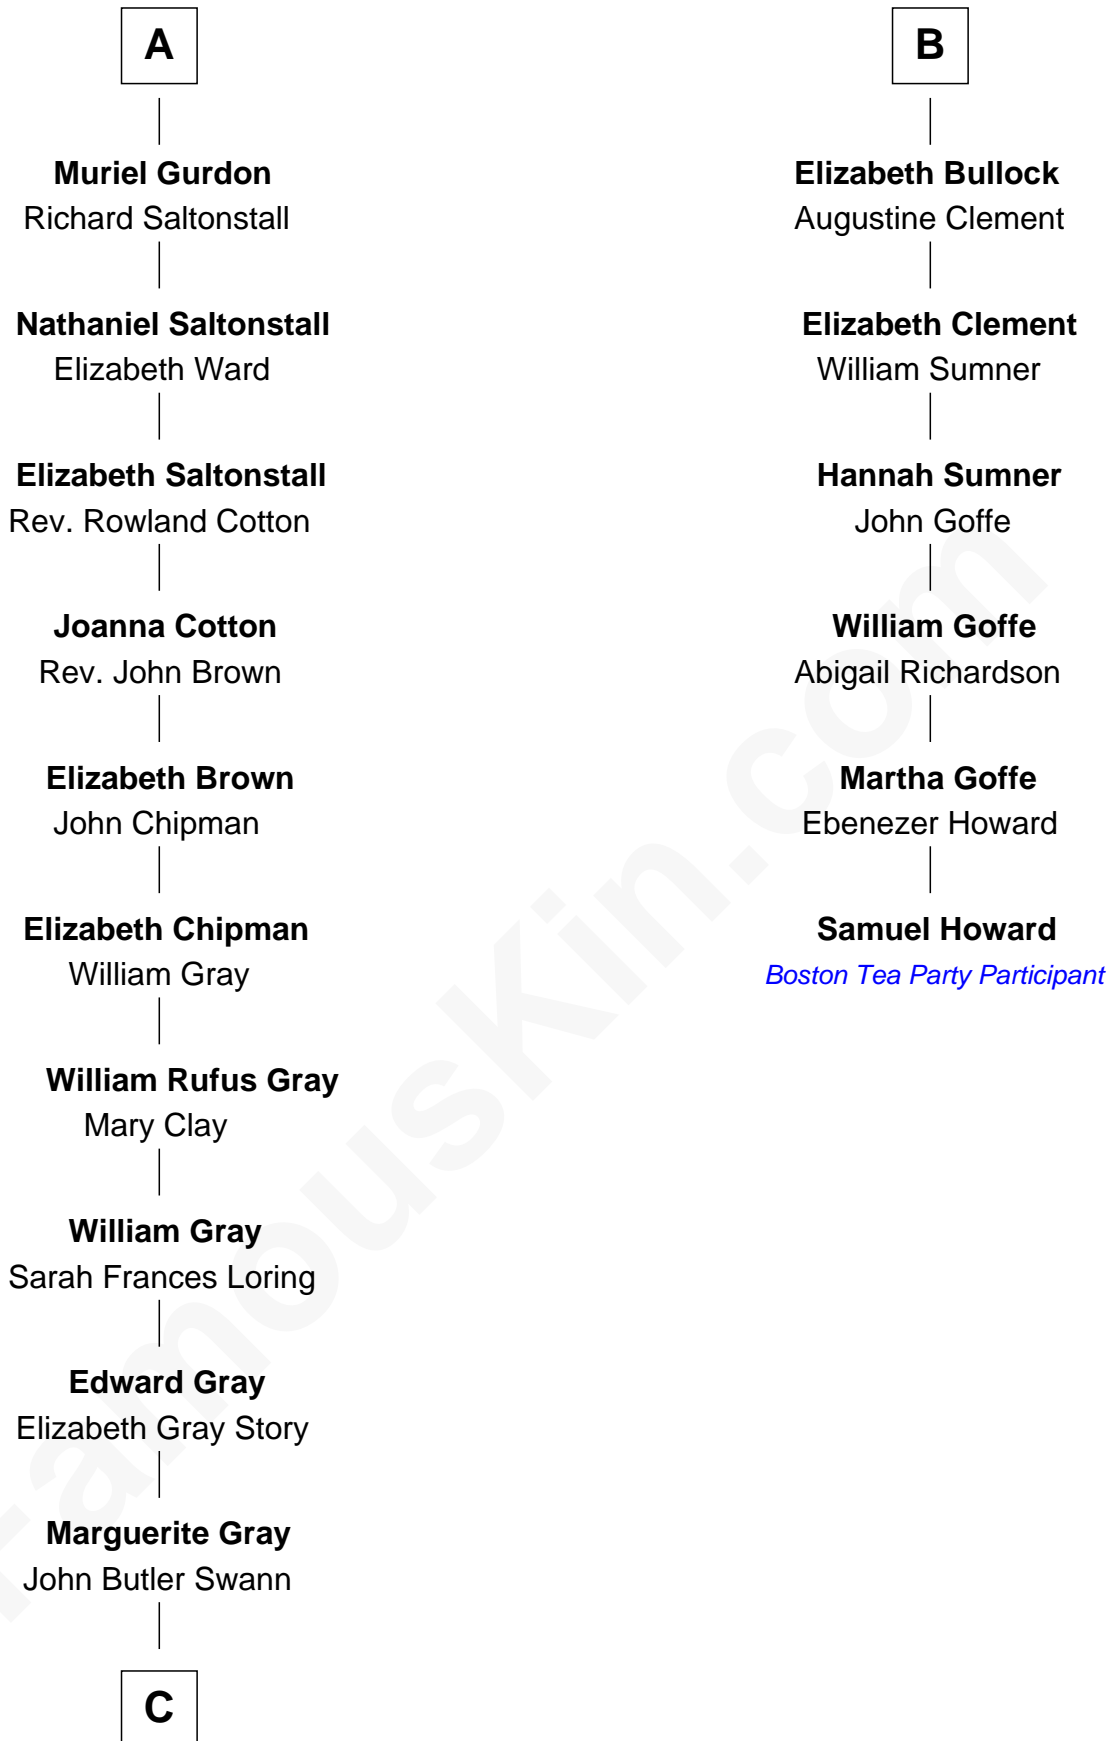 A
Muriel Gurdon
Richard Saltonstall
Nathaniel Saltonstall
Elizabeth Ward
Elizabeth Saltonstall
Rev. Rowland Cotton
Joanna Cotton
Rev. John Brown
Elizabeth Brown
John Chipman
Elizabeth Chipman
William Gray
William Rufus Gray
Mary Clay
William Gray
Sarah Frances Loring
Edward Gray
Elizabeth Gray Story
Marguerite Gray
John Butler Swann
C
B
Elizabeth Bullock
Augustine Clement
Elizabeth Clement
William Sumner
Hannah Sumner
John Goffe
William Goffe
Abigail Richardson
Martha Goffe
Ebenezer Howard
Samuel Howard
Boston Tea Party Participant
FamousKin.com